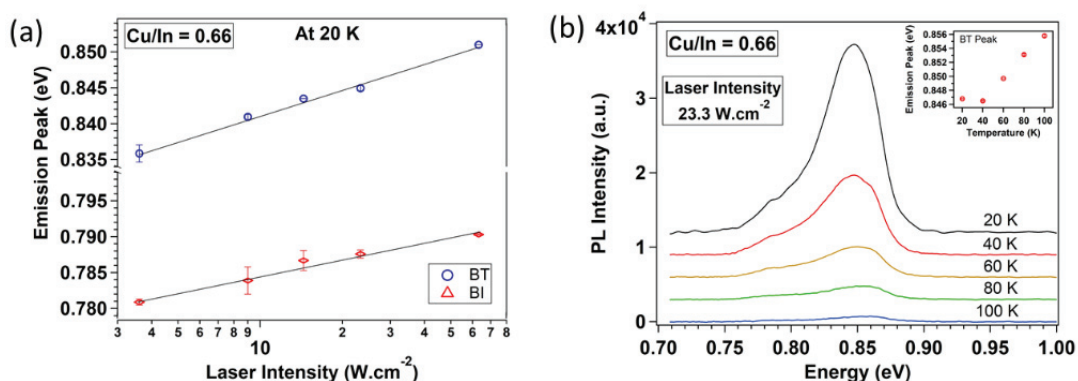 (a)
Cu/In = 0.66
At 20 K
0.850
0.845
0.840
0.835
0.795
0.790
0.785
0.780
Emission Peak (eV)
BT
BI
3 4 5 6 7 8 9 10 2 3 4 5 6 7 8
Laser Intensity (W.cm-2)
(b)
4x10⁴
3
2
1
0
PL Intensity (a.u.)
Cu/In = 0.66
Laser Intensity
23.3 W.cm-2
BT Peak
0.856
0.854
0.852
0.850
0.848
0.846
Emission Peak (eV)
20 40 60 80 100
Temperature (K)
20 K
40 K
60 K
80 K
100 K
0.70 0.75 0.80 0.85 0.90 0.95 1.00
Energy (eV)